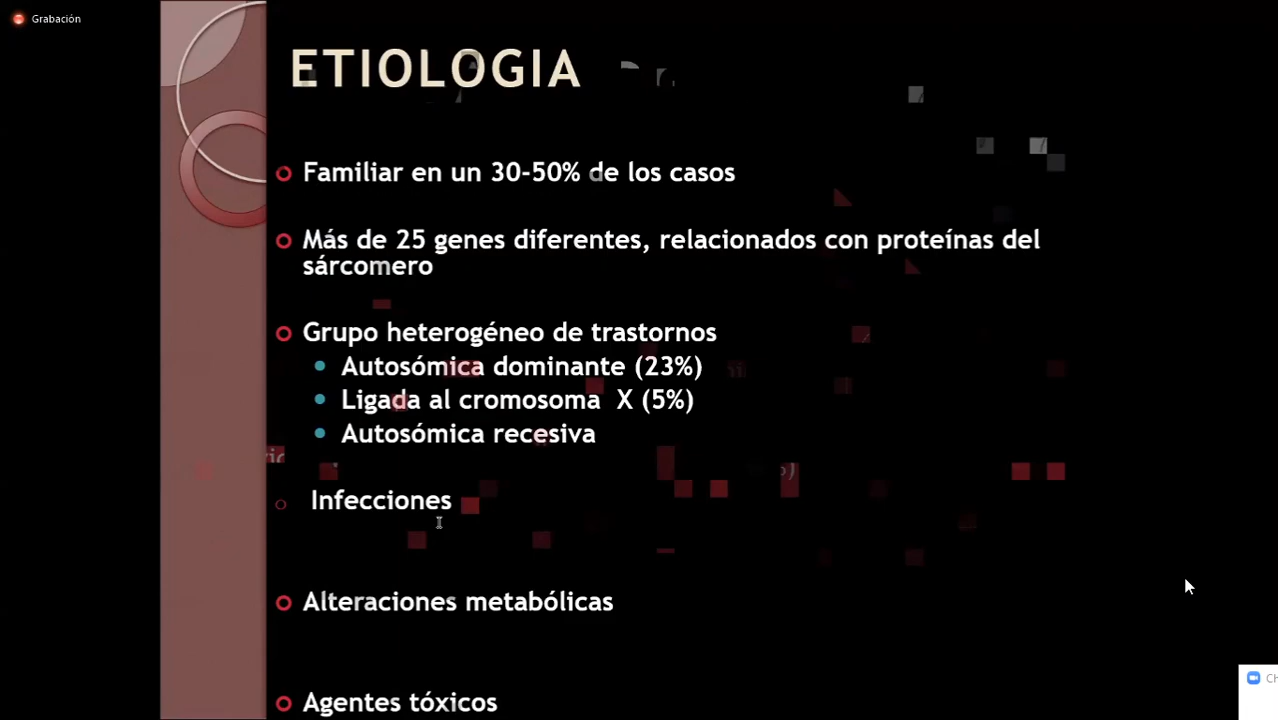 Grabación
ETIOLOGIA
Familiar en un 30-50% de los casos
Más de 25 genes diferentes, relacionados con proteínas del
sárcomero
Grupo heterogéneo de trastornos
Autosómica dominante (23%)
Ligada al cromosoma X (5%)
Autosómica recesiva
Infecciones
Alteraciones metabólicas
Agentes tóxicos